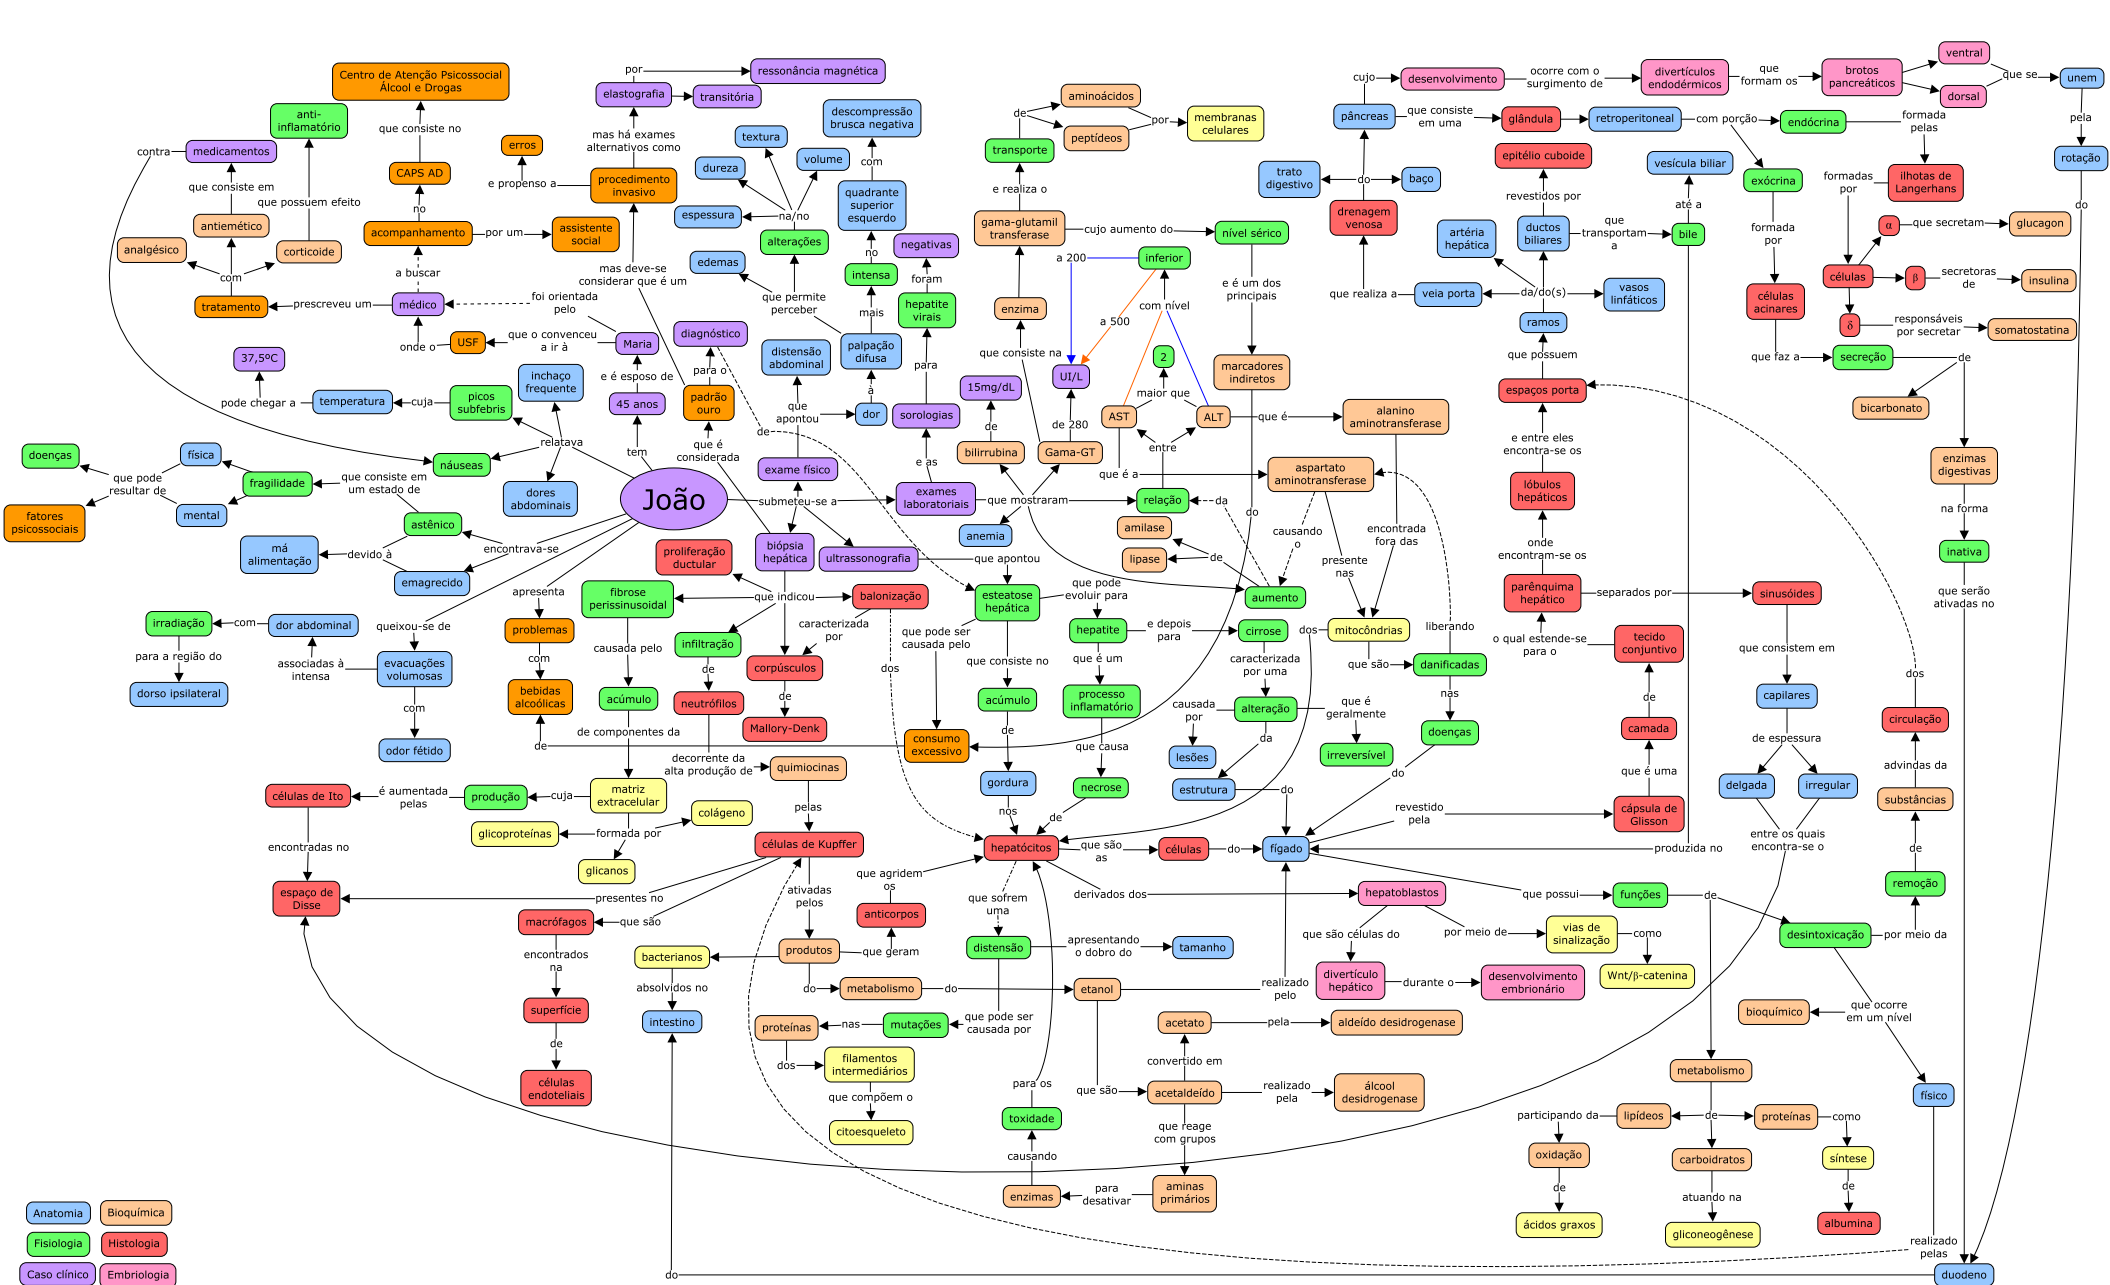 Centro de Atenção Psicossocial
Álcool e Drogas
que consiste no
CAPS AD
no
acompanhamento
por um
assistente
social
a buscar
anti-
inflamatório
contra
medicamentos
que consiste em
que possuem efeito
antiemético
analgésico
corticoide
com
tratamento
prescreveu um
médico
foi orientada
pelo
onde o
USF
que o convenceu
a ir à
Maria
e é esposo de
45 anos
tem
37,5ºC
pode chegar a
temperatura
cuja
picos
subfebris
inchaço
frequente
relatava
náuseas
dores
abdominais
João
erros
e propenso a
procedimento
invasivo
mas há exames
alternativos como
elastografia
por
ressonância magnética
transitória
mas deve-se
considerar que é um
diagnóstico
para o
padrão
ouro
que é
considerada
de
doenças
física
que pode
resultar de
fatores
psicossociais
mental
fragilidade
que consiste em
um estado de
astênico
encontrava-se
má
alimentação
devido à
emagrecido
irradiação
com
dor abdominal
para a região do
dorso ipsilateral
associadas à
intensa
queixou-se de
evacuações
volumosas
com
odor fétido
apresenta
problemas
com
bebidas
alcoólicas
de
textura
volume
dureza
espessura
na/no
alterações
edemas
que permite
perceber
descompressão
brusca negativa
com
quadrante
superior
esquerdo
no
intensa
mais
palpação
difusa
à
dor
distensão
abdominal
que
apontou
exame físico
submeteu-se a
negativas
foram
hepatite
virais
para
sorologias
e as
exames
laboratoriais
que mostraram
biópsia
hepática
ultrassonografia
que apontou
15mg/dL
de
bilirrubina
anemia
Gama-GT
de 280
UI/L
a 200
a 500
inferior
com nível
2
maior que
AST
ALT
entre
relação
que é a
que é
da
que consiste na
enzima
gama-glutamil
transferase
e realiza o
transporte
de
aminoácidos
peptídeos
por
membranas
celulares
cujo aumento do
nível sérico
e é um dos
principais
marcadores
indiretos
do
alanino
aminotransferase
aspartato
aminotransferase
causando
o
presente
nas
encontrada
fora das
amilase
lipase
de
aumento
mitocôndrias
que são
danificadas
liberando
nas
doenças
do
dos
proliferação
ductular
fibrose
perissinusoidal
que indicou
balonização
caracterizada
por
infiltração
corpúsculos
de
Mallory-Denk
de
neutrófilos
causada pelo
acúmulo
de componentes da
matriz
extracelular
cuja
produção
é aumentada
pelas
células de Ito
encontradas no
espaço de
Disse
formada por
glicoproteínas
glicanos
colágeno
decorrente da
alta produção de
quimiocinas
pelas
células de Kupffer
presentes no
que são
macrófagos
encontrados
na
superfície
de
células
endoteliais
ativadas
pelos
produtos
que geram
anticorpos
que agridem
os
bacterianos
absolvidos no
intestino
do
metabolismo
do
etanol
realizado
pelo
dos
esteatose
hepática
que pode
evoluir para
que pode ser
causada pelo
que consiste no
acúmulo
de
gordura
nos
consumo
excessivo
hepatite
e depois
para
cirrose
que é um
processo
inflamatório
que causa
necrose
de
caracterizada
por uma
alteração
causada
por
lesões
da
estrutura
do
que é
geralmente
irreversível
hepatócitos
que são
as
células
do
fígado
que sofrem
uma
distensão
apresentando
o dobro do
tamanho
que pode ser
causada por
mutações
nas
proteínas
dos
filamentos
intermediários
que compõem o
citoesqueleto
derivados dos
hepatoblastos
que são células do
divertículo
hepático
durante o
desenvolvimento
embrionário
por meio de
vias de
sinalização
como
Wnt/β-catenina
acetato
pela
aldeído desidrogenase
convertido em
que são
acetaldeído
realizado
pela
álcool
desidrogenase
que reage
com grupos
aminas
primários
para
desativar
enzimas
causando
toxidade
para os
cujo
desenvolvimento
ocorre com o
surgimento de
divertículos
endodérmicos
que
formam os
brotos
pancreáticos
ventral
dorsal
que se
unem
pela
rotação
do
pâncreas
que consiste
em uma
glândula
retroperitoneal
com porção
endócrina
formada
pelas
ilhotas de
Langerhans
formadas
por
células
α
que secretam
glucagon
β
secretoras
de
insulina
δ
responsáveis
por secretar
somatostatina
exócrina
formada
por
células
acinares
que faz a
secreção
de
bicarbonato
enzimas
digestivas
na forma
inativa
que serão
ativadas no
trato
digestivo
do
baço
drenagem
venosa
que realiza a
veia porta
artéria
hepática
da/do(s)
vasos
linfáticos
epitélio cuboide
revestidos por
ductos
biliares
que
transportam
a
bile
até a
vesícula biliar
produzida no
ramos
que possuem
espaços porta
e entre eles
encontra-se os
lóbulos
hepáticos
onde
encontram-se os
parênquima
hepático
separados por
sinusóides
o qual estende-se
para o
tecido
conjuntivo
de
camada
que é uma
cápsula de
Glisson
revestido
pela
que consistem em
capilares
de espessura
delgada
irregular
entre os quais
encontra-se o
dos
circulação
advindas da
substâncias
de
remoção
por meio da
desintoxicação
que possui
funções
de
que ocorre
em um nível
bioquímico
físico
realizado
pelas
duodeno
do
metabolismo
de
lipídeos
proteínas
participando da
oxidação
de
ácidos graxos
carboidratos
atuando na
gliconeogênese
como
síntese
de
albumina
Anatomia
Bioquímica
Fisiologia
Histologia
Caso clínico
Embriologia